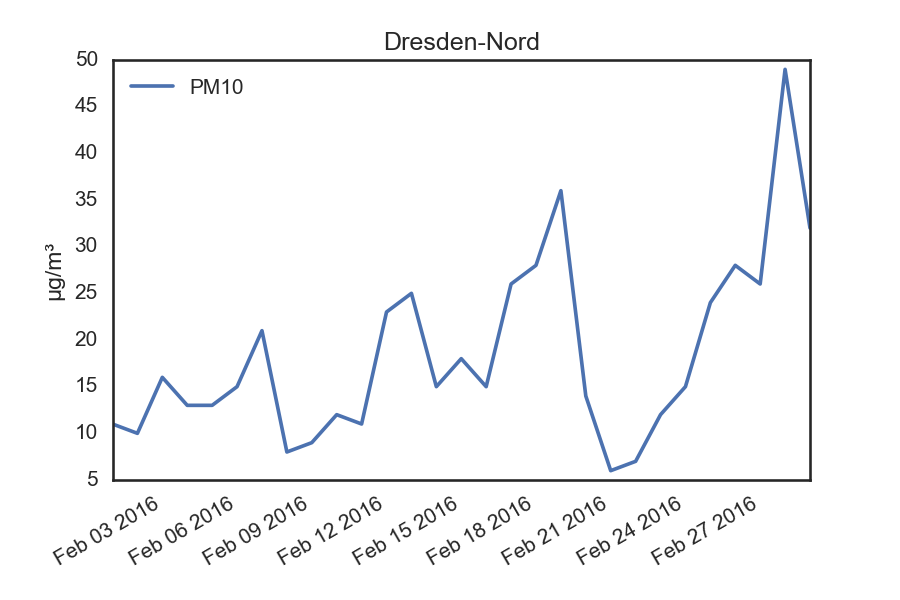 Dresden-Nord
PM10
µg/m³
50
45
40
35
30
25
20
15
10
5
Feb 03 2016
Feb 06 2016
Feb 09 2016
Feb 12 2016
Feb 15 2016
Feb 18 2016
Feb 21 2016
Feb 24 2016
Feb 27 2016